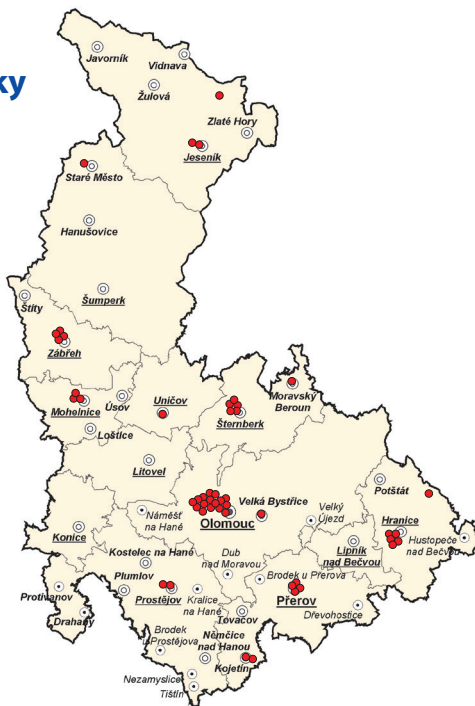 ky
Javorník
Vidnava
Žulová
Zlaté Hory
Jeseník
Staré Město
Hanušovice
Šumperk
Štíty
Zábřeh
Mohelnice
Úsov
Uničov
Šternberk
Moravský
Beroun
Loštice
Litovel
Potštát
Velká Bystřice
Olomouc
Náměšť
na Hané
Velký
Újezd
Hranice
Konice
Lipník
nad Bečvou
Hustopeče
nad Bečvou
Kostelec na Hané
Dub
nad Moravou
Brodek u Přerova
Plumlov
Protivanov
Prostějov
Kralice
na Hané
Přerov
Drahany
Tovačov
Dřevohostice
Brodek
u Prostějova
Němčice
nad Hanou
Kojetín
Nezamyslice
Tištín